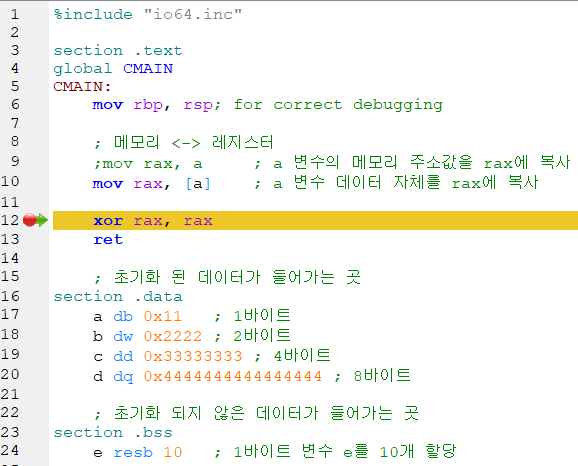 1 %include "io64.inc"
2
3 section .text
4 global CMAIN
5 CMAIN:
6 mov rbp, rsp; for correct debugging
7
8 ; 메모리 <-> 레지스터
9 ;mov rax, a ; a 변수의 메모리 주소값을 rax에 복사
10 mov rax, [a] ; a 변수 데이터 자체를 rax에 복사
11
12 xor rax, rax
13 ret
14
15 ; 초기화 된 데이터가 들어가는 곳
16 section .data
17 a db 0x11 ; 1바이트
18 b dw 0x2222 ; 2바이트
19 c dd 0x33333333 ; 4바이트
20 d dq 0x4444444444444444 ; 8바이트
21
22 ; 초기화 되지 않은 데이터가 들어가는 곳
23 section .bss
24 e resb 10 ; 1바이트 변수 e를 10개 할당